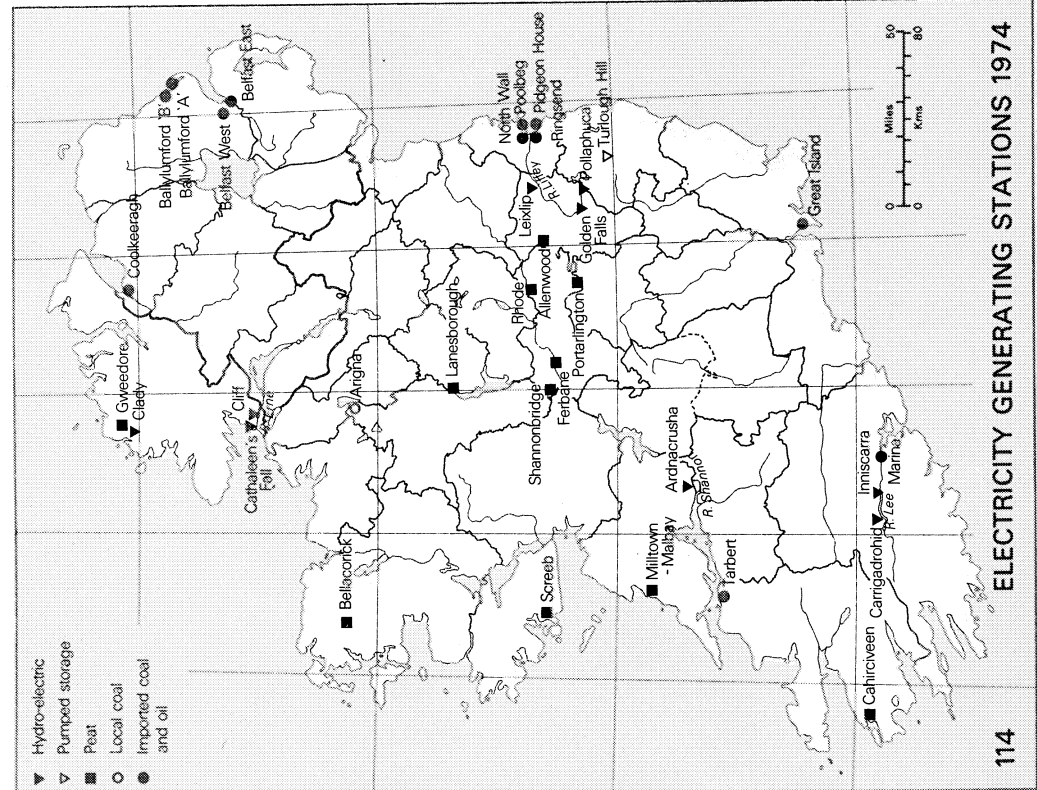 Hydro-electric
Pumped storage
Peat
Local coal
Imported coal
and oil
Gweedore
Clady
Coolkeeragh
Ballylumford 'B'
Ballylumford 'A'
Belfast West
Belfast East
Cathaleen's
Fall
Cliff
R. Erne
Arigna
Bellacorick
Lanesborough
North Wall
Poolbeg
Pidgeon House
Ringsend
Leixlip
R. Liffey
Pollaphuca
Turlough Hill
Golden
Falls
Rhode
Allenwood
Portarlington
Shannonbridge
Ferbane
Screeb
Milltown
- Malbay
Ardnacrusha
R. Shanno
Tarbert
Great Island
Inniscarra
Marina
Carrigadrohid
R. Lee
Cahirciveen
Miles
0 50
0 80
Kms
114 ELECTRICITY GENERATING STATIONS 1974